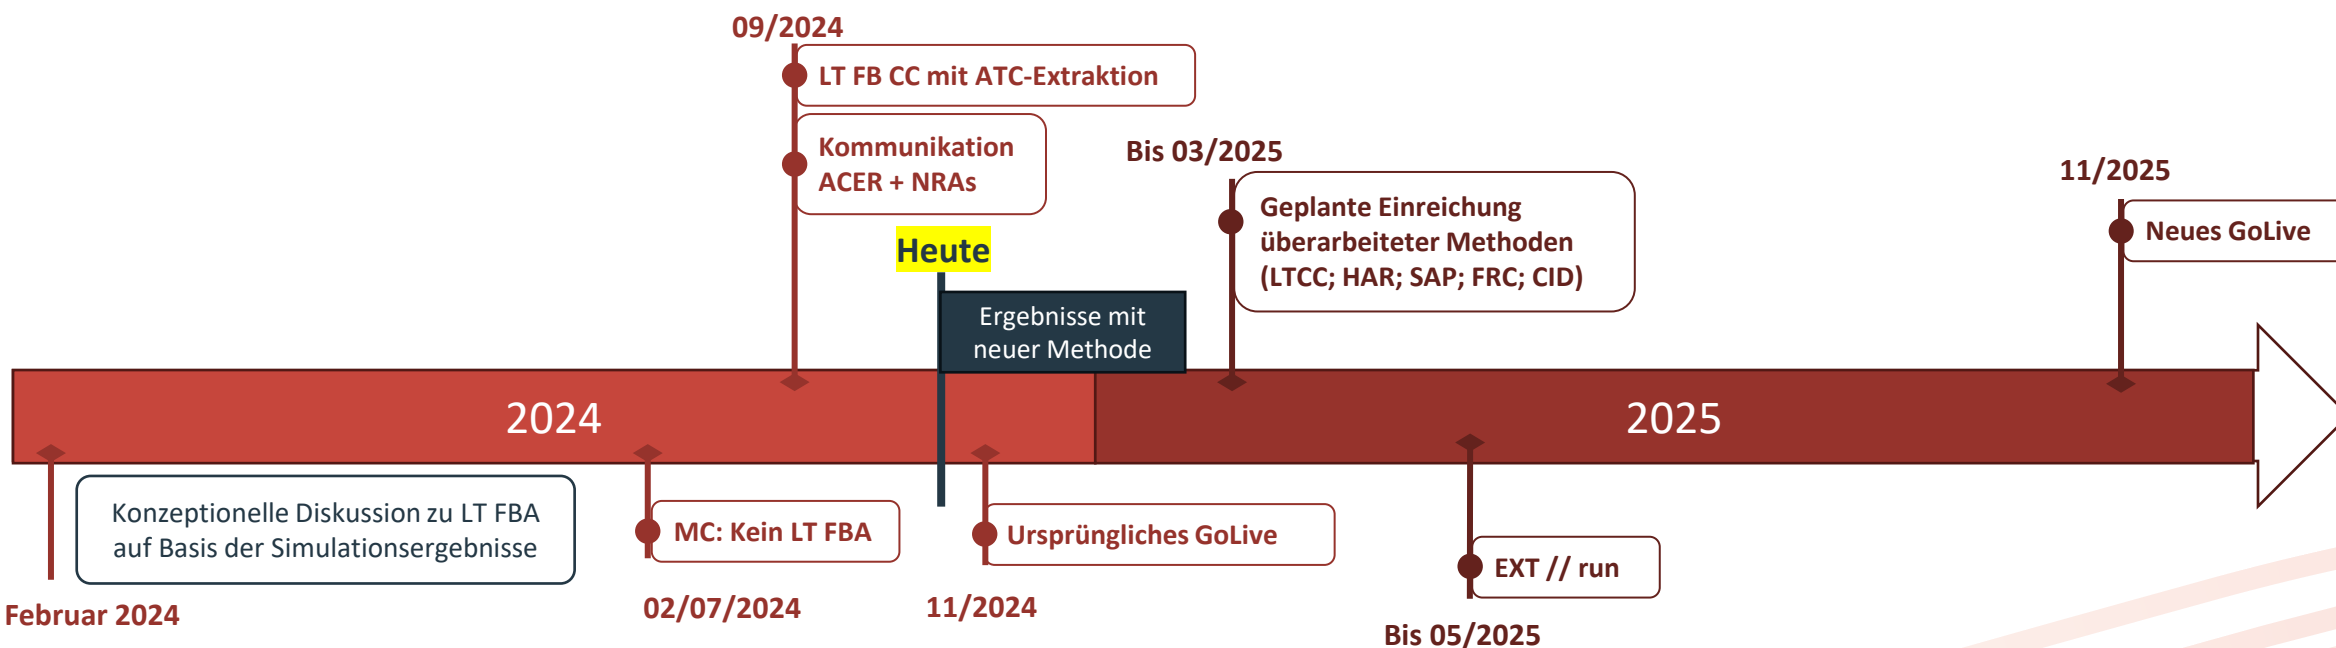 09/2024
LT FB CC mit ATC-Extraktion
Kommunikation
ACER + NRAs
Bis 03/2025
Geplante Einreichung
überarbeiteter Methoden
(LTCC; HAR; SAP; FRC; CID)
11/2025
Neues GoLive
Heute
Ergebnisse mit
neuer Methode
2024
2025
Konzeptionelle Diskussion zu LT FBA
auf Basis der Simulationsergebnisse
Februar 2024
MC: Kein LT FBA
02/07/2024
Ursprüngliches GoLive
11/2024
EXT // run
Bis 05/2025